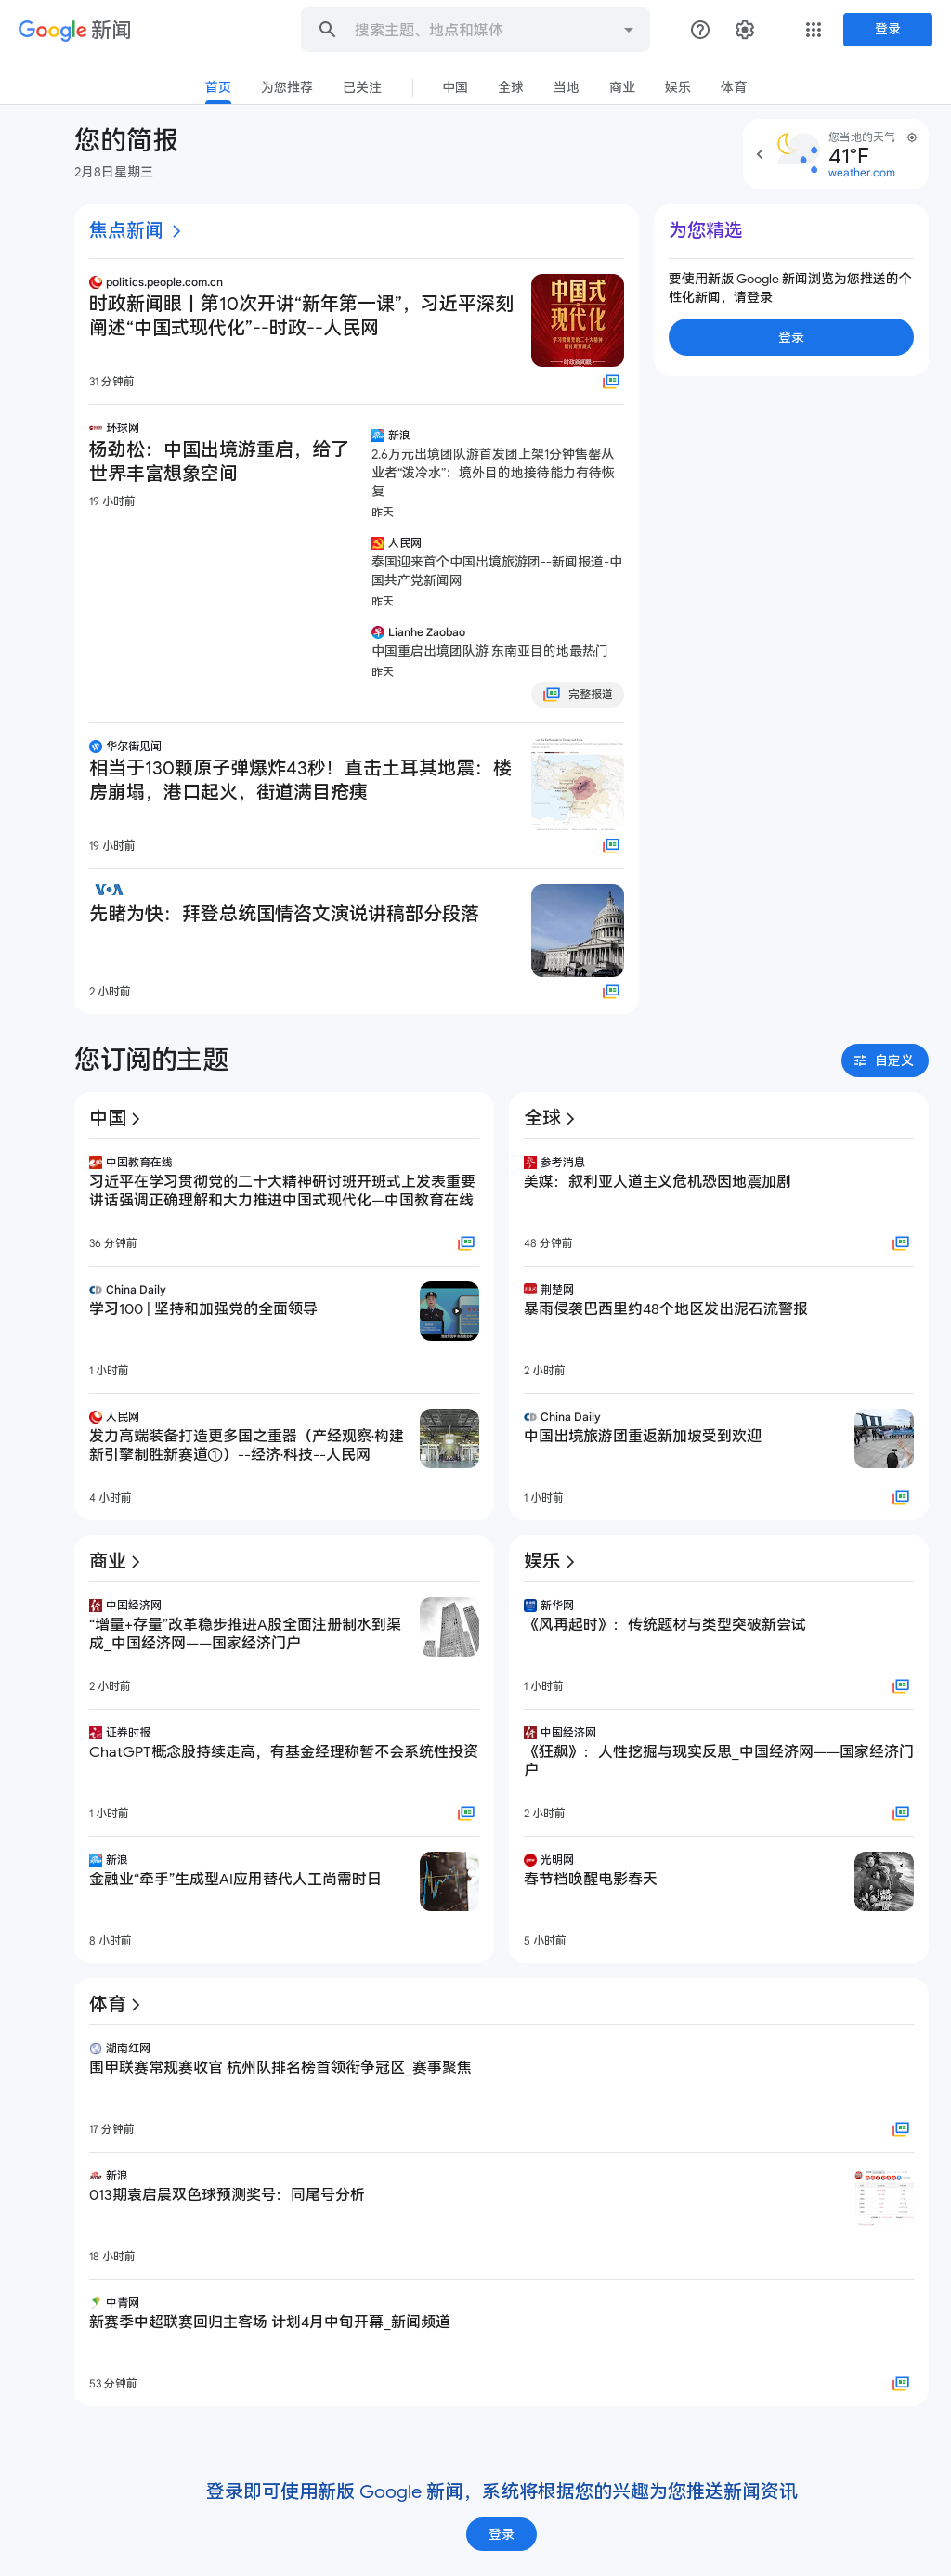 Google 新闻
搜索主题、地点和媒体
登录
首页 为您推荐 已关注 中国 全球 当地 商业 娱乐 体育
您的简报
2月8日星期三
您当地的天气
41°F
weather.com
焦点新闻
politics.people.com.cn
时政新闻眼丨第10次开讲“新年第一课”，习近平深刻
阐述“中国式现代化”--时政--人民网
31 分钟前
中国式
现代化
环球网
杨劲松：中国出境游重启，给了
世界丰富想象空间
19 小时前
新浪
2.6万元出境团队游首发团上架1分钟售罄从
业者“泼冷水”：境外目的地接待能力有待恢
复
昨天
人民网
泰国迎来首个中国出境旅游团--新闻报道-中
国共产党新闻网
昨天
Lianhe Zaobao
中国重启出境团队游 东南亚目的地最热门
昨天
完整报道
华尔街见闻
相当于130颗原子弹爆炸43秒！直击土耳其地震：楼
房崩塌，港口起火，街道满目疮痍
19 小时前
VOA
先睹为快：拜登总统国情咨文演说讲稿部分段落
2 小时前
为您精选
要使用新版 Google 新闻浏览为您推送的个
性化新闻，请登录
登录
您订阅的主题
自定义
中国
中国教育在线
习近平在学习贯彻党的二十大精神研讨班开班式上发表重要
讲话强调正确理解和大力推进中国式现代化—中国教育在线
36 分钟前
China Daily
学习100 | 坚持和加强党的全面领导
1 小时前
人民网
发力高端装备打造更多国之重器（产经观察·构建
新引擎制胜新赛道①）--经济·科技--人民网
4 小时前
全球
参考消息
美媒：叙利亚人道主义危机恐因地震加剧
48 分钟前
荆楚网
暴雨侵袭巴西里约48个地区发出泥石流警报
2 小时前
China Daily
中国出境旅游团重返新加坡受到欢迎
1 小时前
商业
中国经济网
“增量+存量”改革稳步推进A股全面注册制水到渠
成_中国经济网——国家经济门户
2 小时前
证券时报
ChatGPT概念股持续走高，有基金经理称暂不会系统性投资
1 小时前
新浪
金融业“牵手”生成型AI应用替代人工尚需时日
8 小时前
娱乐
新华网
《风再起时》：传统题材与类型突破新尝试
1 小时前
中国经济网
《狂飙》：人性挖掘与现实反思_中国经济网——国家经济门
户
2 小时前
光明网
春节档唤醒电影春天
5 小时前
体育
湖南红网
围甲联赛常规赛收官 杭州队排名榜首领衔争冠区_赛事聚焦
17 分钟前
新浪
013期袁启晨双色球预测奖号：同尾号分析
18 小时前
中青网
新赛季中超联赛回归主客场 计划4月中旬开幕_新闻频道
53 分钟前
登录即可使用新版 Google 新闻，系统将根据您的兴趣为您推送新闻资讯
登录